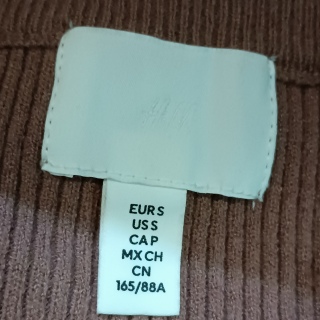 H&M
EUR S
US S
CA P
MX CH
CN
165/88A